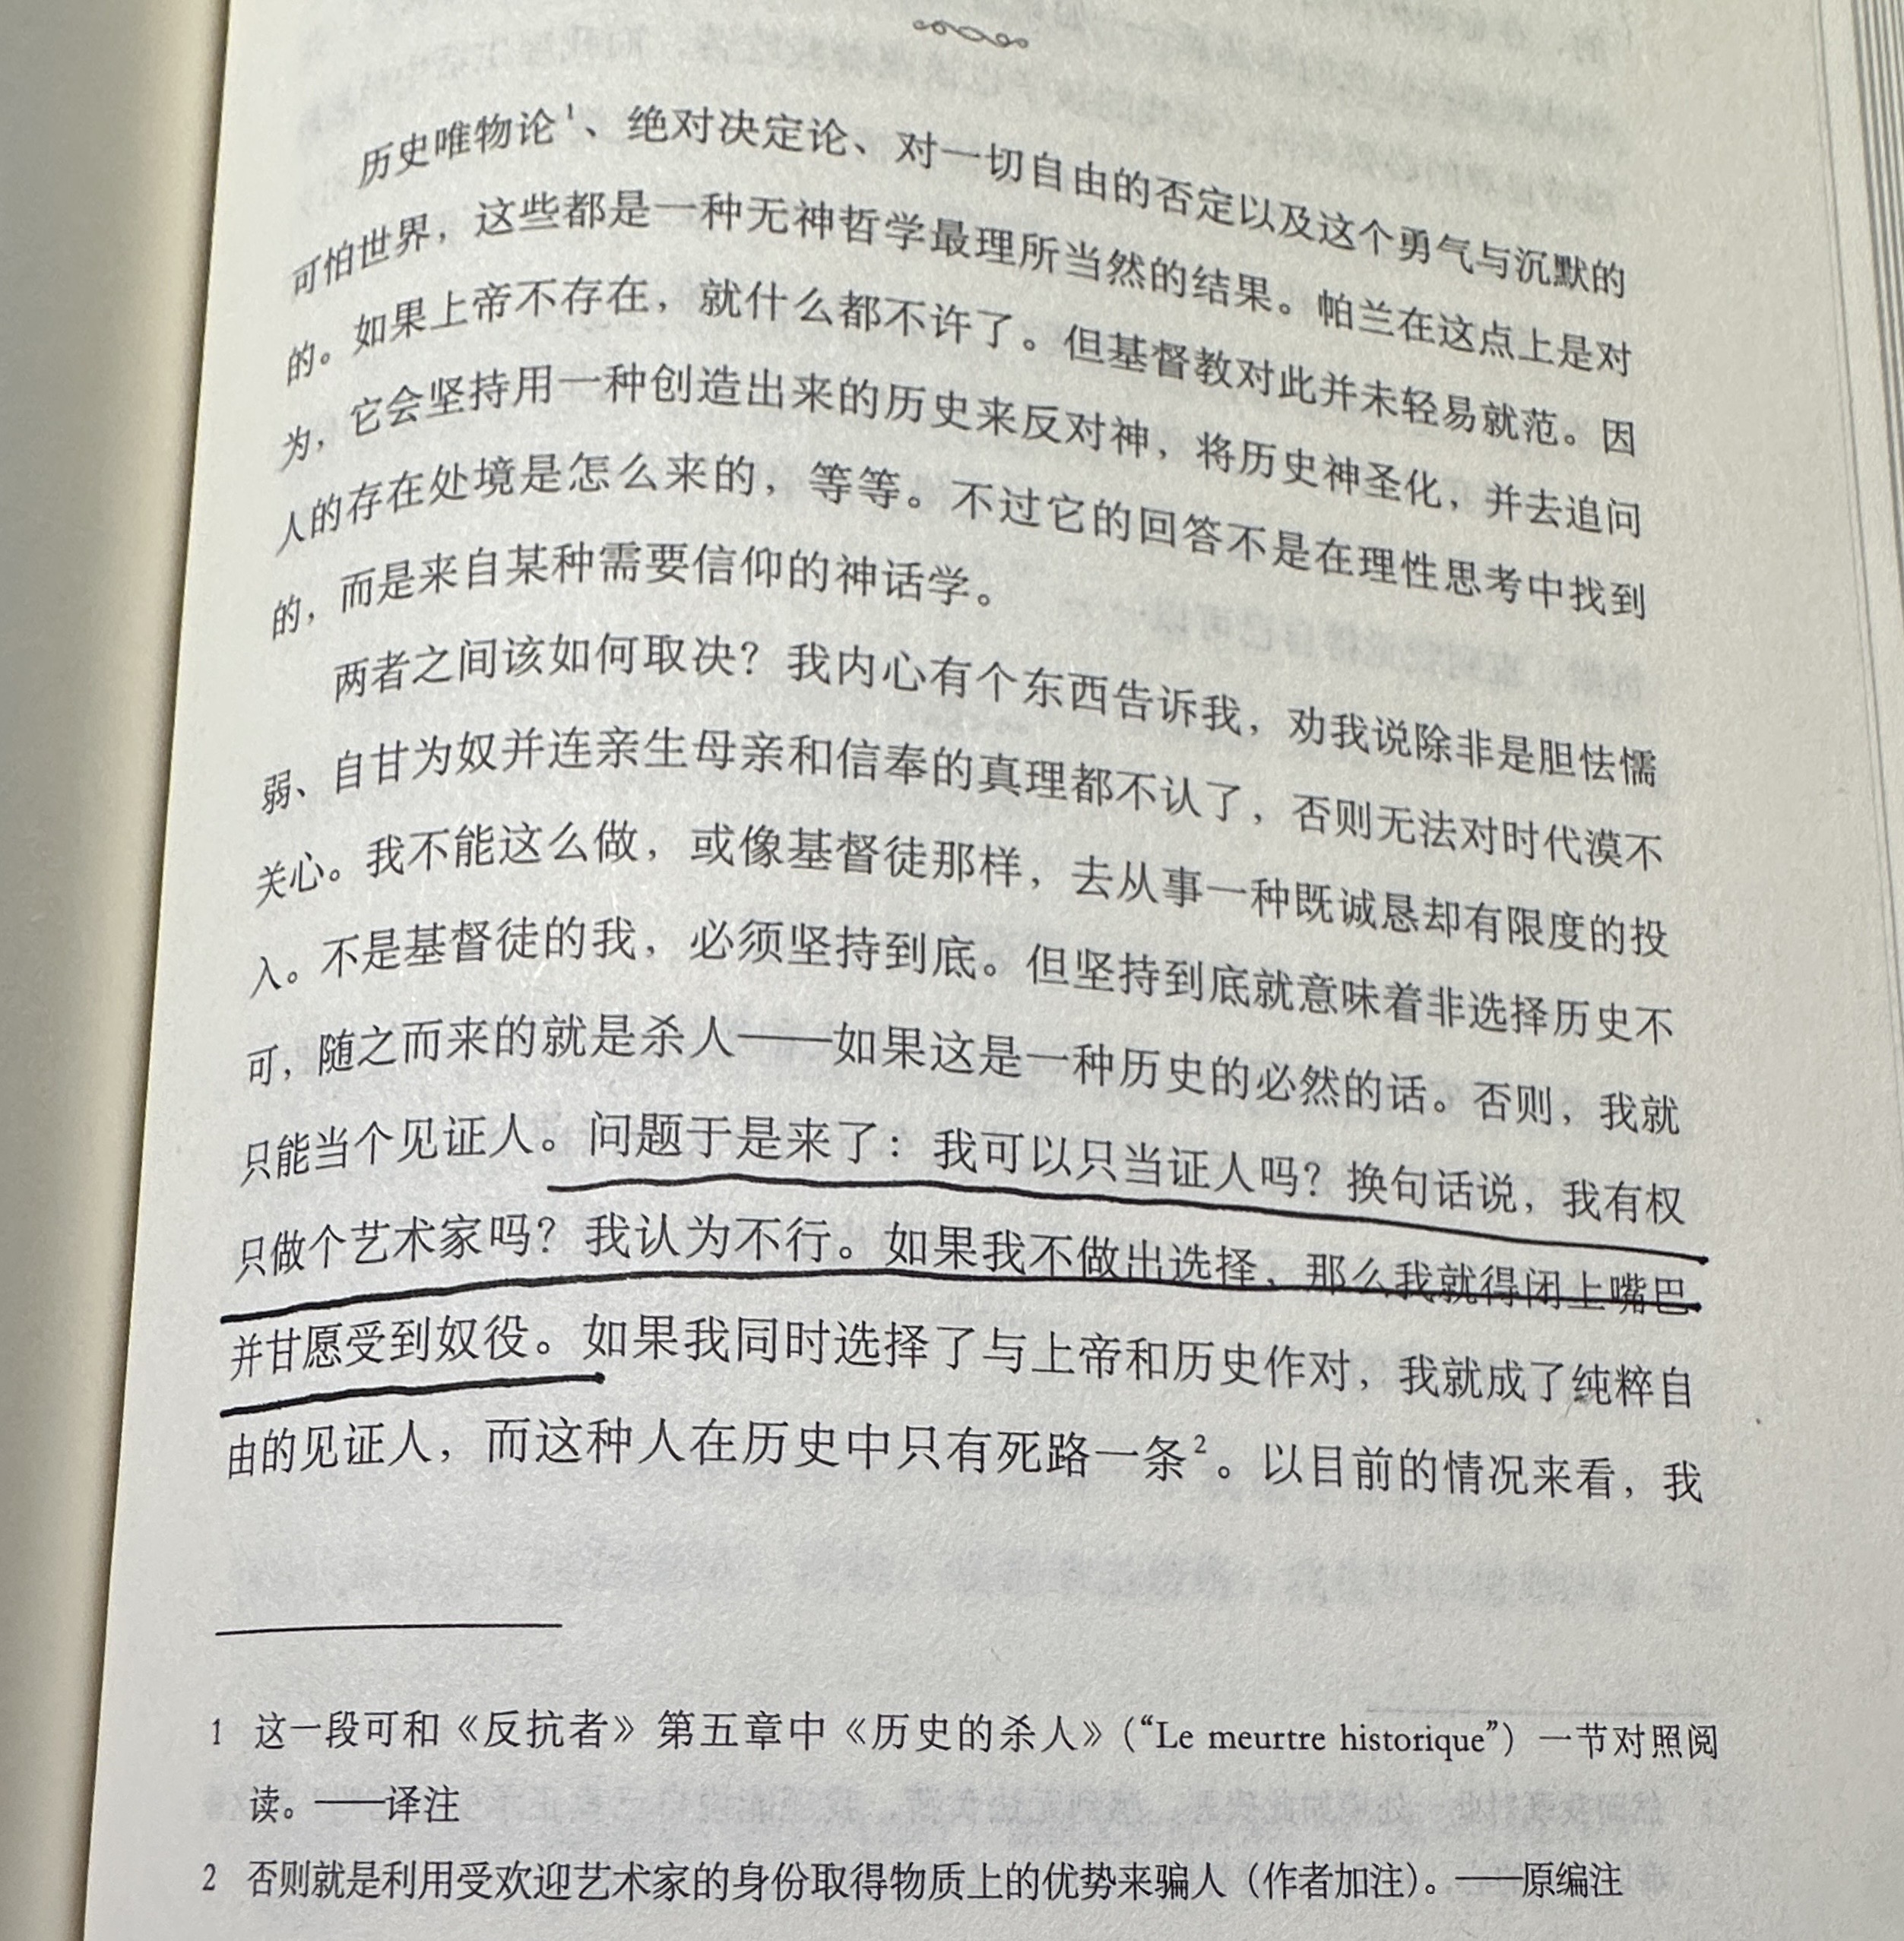 历史唯物论1、绝对决定论、对一切自由的否定以及这个勇气与沉默的
可怕世界，这些都是一种无神哲学最理所当然的结果。帕兰在这点上是对
的。如果上帝不存在，就什么都不许了。但基督教对此并未轻易就范。因
为，它会坚持用一种创造出来的历史来反对神，将历史神圣化，并去追问
人的存在处境是怎么来的，等等。不过它的回答不是在理性思考中找到
的，而是来自某种需要信仰的神话学。
两者之间该如何取决？我内心有个东西告诉我，劝我说除非是胆怯懦
弱、自甘为奴并连亲生母亲和信奉的真理都不认了，否则无法对时代漠不
关心。我不能这么做，或像基督徒那样，去从事一种既诚恳却有限度的投
入。不是基督徒的我，必须坚持到底。但坚持到底就意味着非选择历史不
可，随之而来的就是杀人——如果这是一种历史的必然的话。否则，我就
只能当个见证人。问题于是来了：我可以只当证人吗？换句话说，我有权
只做个艺术家吗？我认为不行。如果我不做出选择，那么我就得闭上嘴巴
并甘愿受到奴役。如果我同时选择了与上帝和历史作对，我就成了纯粹自
由的见证人，而这种人在历史中只有死路一条2。以目前的情况来看，我
1 这一段可和《反抗者》第五章中《历史的杀人》（“Le meurtre historique”）一节对照阅
读。——译注
2 否则就是利用受欢迎艺术家的身份取得物质上的优势来骗人（作者加注）。——原编注